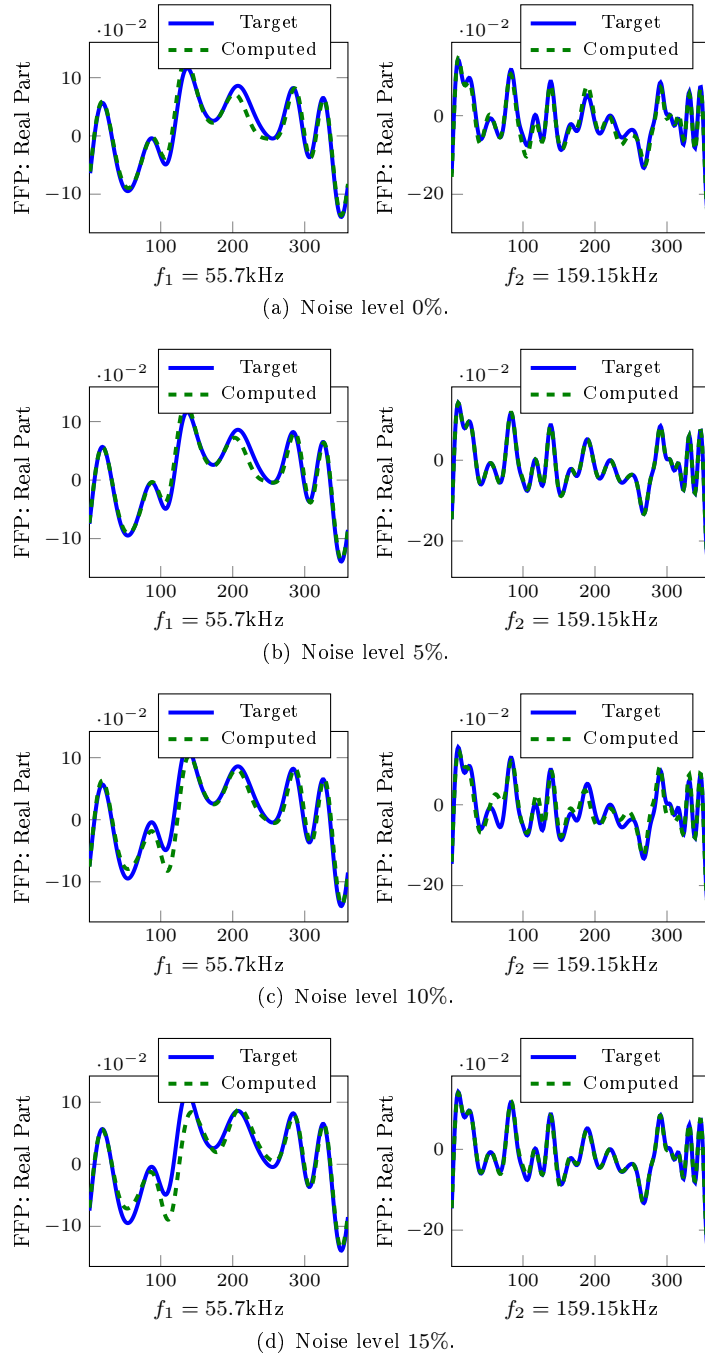 ·10⁻²
Target
Computed
FFP: Real Part
10
0
−10
100 200 300
f₁ = 55.7kHz
·10⁻²
Target
Computed
FFP: Real Part
0
−20
100 200 300
f₂ = 159.15kHz
(a) Noise level 0%.
·10⁻²
Target
Computed
FFP: Real Part
10
0
−10
100 200 300
f₁ = 55.7kHz
·10⁻²
Target
Computed
FFP: Real Part
0
−20
100 200 300
f₂ = 159.15kHz
(b) Noise level 5%.
·10⁻²
Target
Computed
FFP: Real Part
10
0
−10
100 200 300
f₁ = 55.7kHz
·10⁻²
Target
Computed
FFP: Real Part
0
−20
100 200 300
f₂ = 159.15kHz
(c) Noise level 10%.
·10⁻²
Target
Computed
FFP: Real Part
10
0
−10
100 200 300
f₁ = 55.7kHz
·10⁻²
Target
Computed
FFP: Real Part
0
−20
100 200 300
f₂ = 159.15kHz
(d) Noise level 15%.